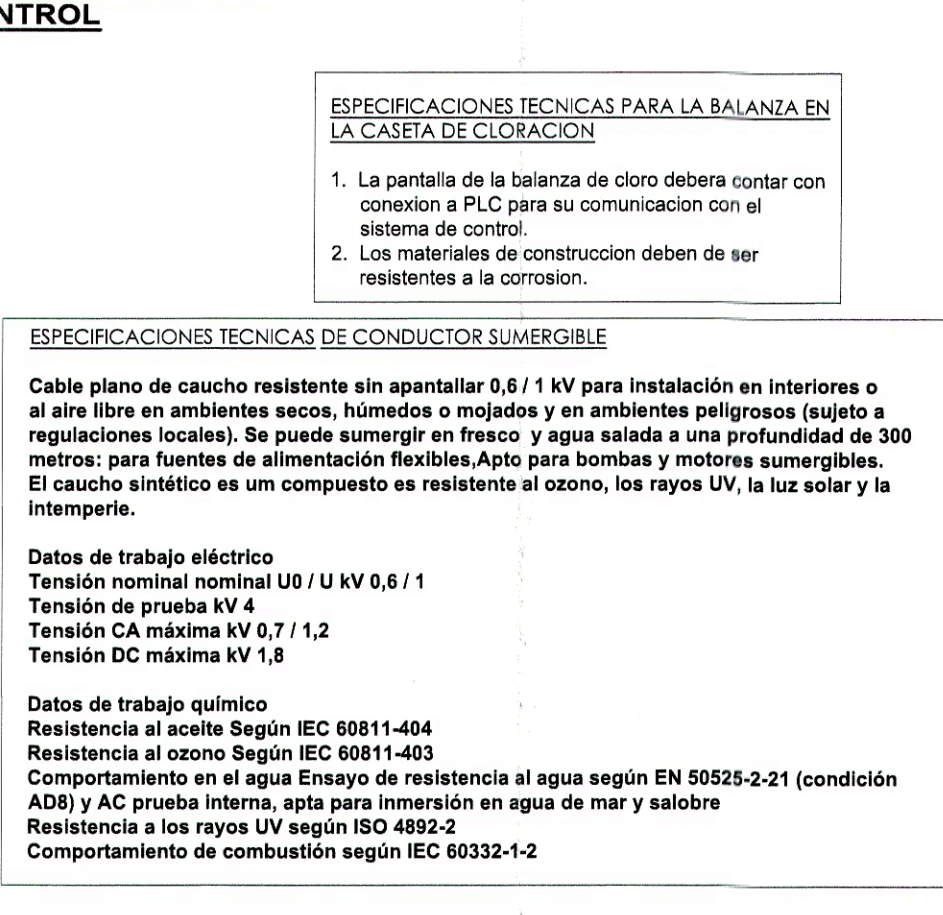 NTROL
ESPECIFICACIONES TECNICAS PARA LA BALANZA EN
LA CASETA DE CLORACION
1. La pantalla de la balanza de cloro debera contar con
conexion a PLC para su comunicacion con el
sistema de control.
2. Los materiales de construccion deben de ser
resistentes a la corrosion.
ESPECIFICACIONES TECNICAS DE CONDUCTOR SUMERGIBLE
Cable plano de caucho resistente sin apantallar 0,6 / 1 kV para instalación en interiores o
al aire libre en ambientes secos, húmedos o mojados y en ambientes peligrosos (sujeto a
regulaciones locales). Se puede sumergir en fresco y agua salada a una profundidad de 300
metros: para fuentes de alimentación flexibles,Apto para bombas y motores sumergibles.
El caucho sintético es um compuesto es resistente al ozono, los rayos UV, la luz solar y la
intemperie.
Datos de trabajo eléctrico
Tensión nominal nominal U0 / U kV 0,6 / 1
Tensión de prueba kV 4
Tensión CA máxima kV 0,7 / 1,2
Tensión DC máxima kV 1,8
Datos de trabajo químico
Resistencia al aceite Según IEC 60811-404
Resistencia al ozono Según IEC 60811-403
Comportamiento en el agua Ensayo de resistencia al agua según EN 50525-2-21 (condición
AD8) y AC prueba interna, apta para inmersión en agua de mar y salobre
Resistencia a los rayos UV según ISO 4892-2
Comportamiento de combustión según IEC 60332-1-2